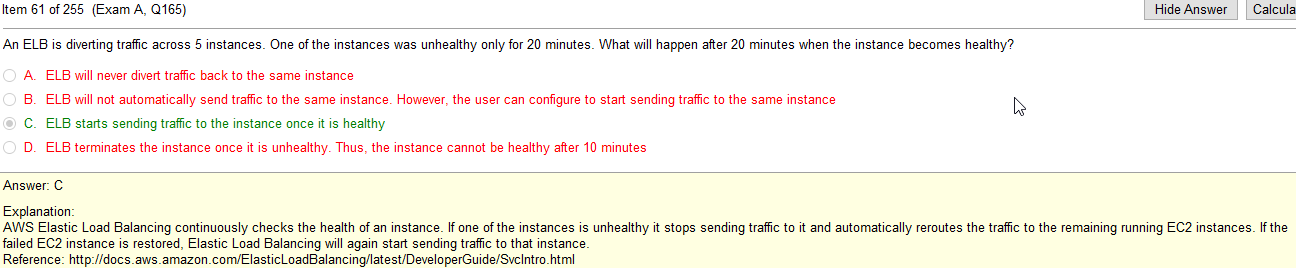 Item 61 of 255 (Exam A, Q165)
Hide Answer
Calcula
An ELB is diverting traffic across 5 instances. One of the instances was unhealthy only for 20 minutes. What will happen after 20 minutes when the instance becomes healthy?
A. ELB will never divert traffic back to the same instance
B. ELB will not automatically send traffic to the same instance. However, the user can configure to start sending traffic to the same instance
C. ELB starts sending traffic to the instance once it is healthy
D. ELB terminates the instance once it is unhealthy. Thus, the instance cannot be healthy after 10 minutes
Answer: C
Explanation:
AWS Elastic Load Balancing continuously checks the health of an instance. If one of the instances is unhealthy it stops sending traffic to it and automatically reroutes the traffic to the remaining running EC2 instances. If the
failed EC2 instance is restored, Elastic Load Balancing will again start sending traffic to that instance.
Reference: http://docs.aws.amazon.com/ElasticLoadBalancing/latest/DeveloperGuide/SvcIntro.html